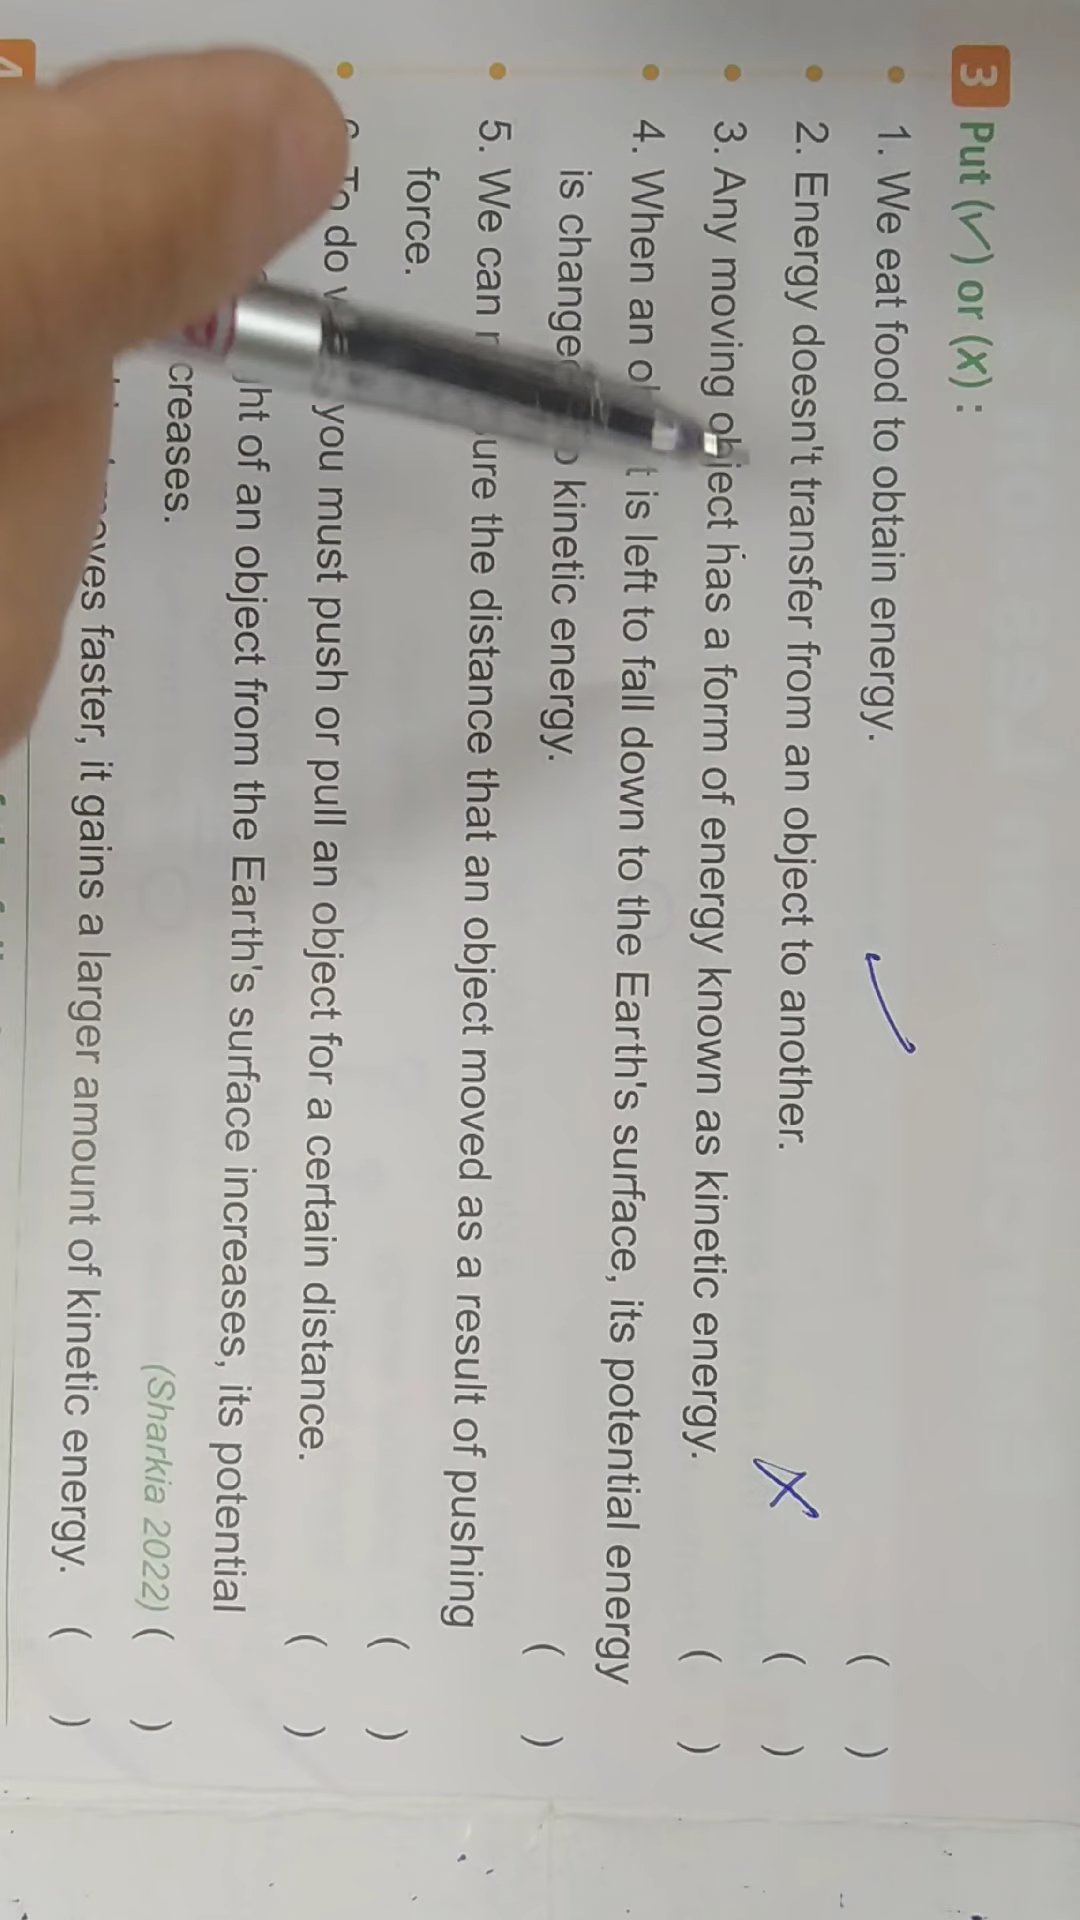 3 Put (✓) or (x) :
1. We eat food to obtain energy. ✓ ( )
2. Energy doesn't transfer from an object to another. X ( )
3. Any moving object has a form of energy known as kinetic energy. ( )
4. When an t is left to fall down to the Earth's surface, its potential energy
is kinetic energy. ( )
5. We can ure the distance that an object moved as a result of pushing
force. ( )
To do you must push or pull an object for a certain distance. ( )
ht of an object from the Earth's surface increases, its potential
creases. (Sharkia 2022) ( )
faster, it gains a larger amount of kinetic energy. ( )